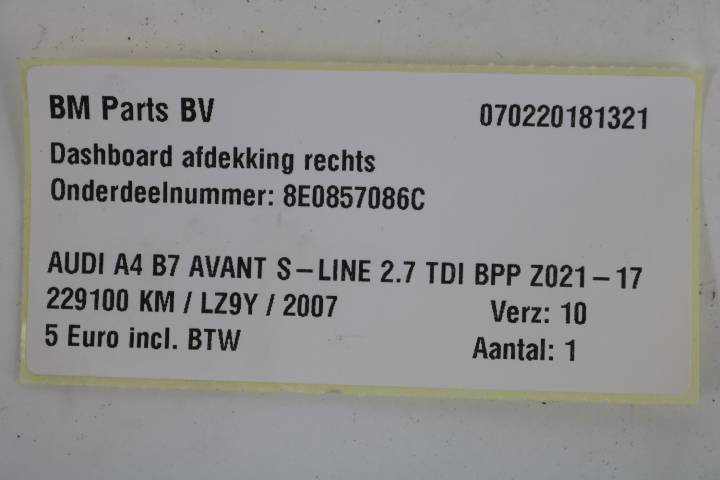 BM Parts BV 070220181321
Dashboard afdekking rechts
Onderdeelnummer: 8E0857086C
AUDI A4 B7 AVANT S-LINE 2.7 TDI BPP Z021-17
229100 KM / LZ9Y / 2007 Verz: 10
5 Euro incl. BTW Aantal: 1